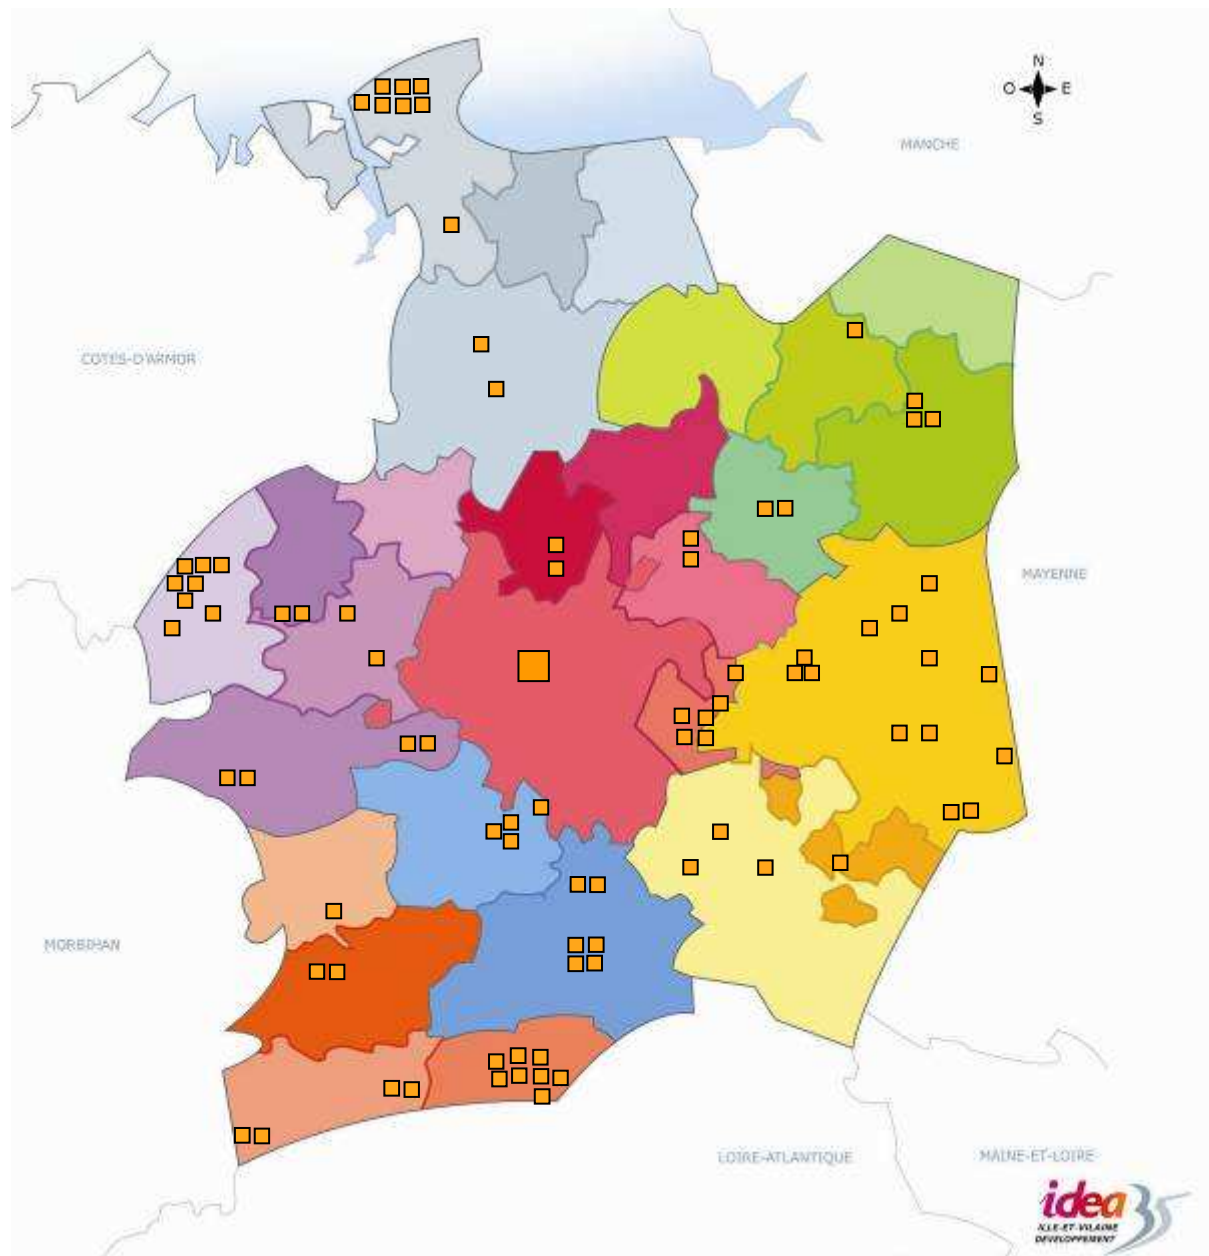 N
O E
S
MANCHE
COTES-D'ARMOR
MAYENNE
MORBIHAN
LOIRE-ATLANTIQUE
MAINE-ET-LOIRE
idea 35
ILLE-ET-VILAINE
DEVELOPPEMENT